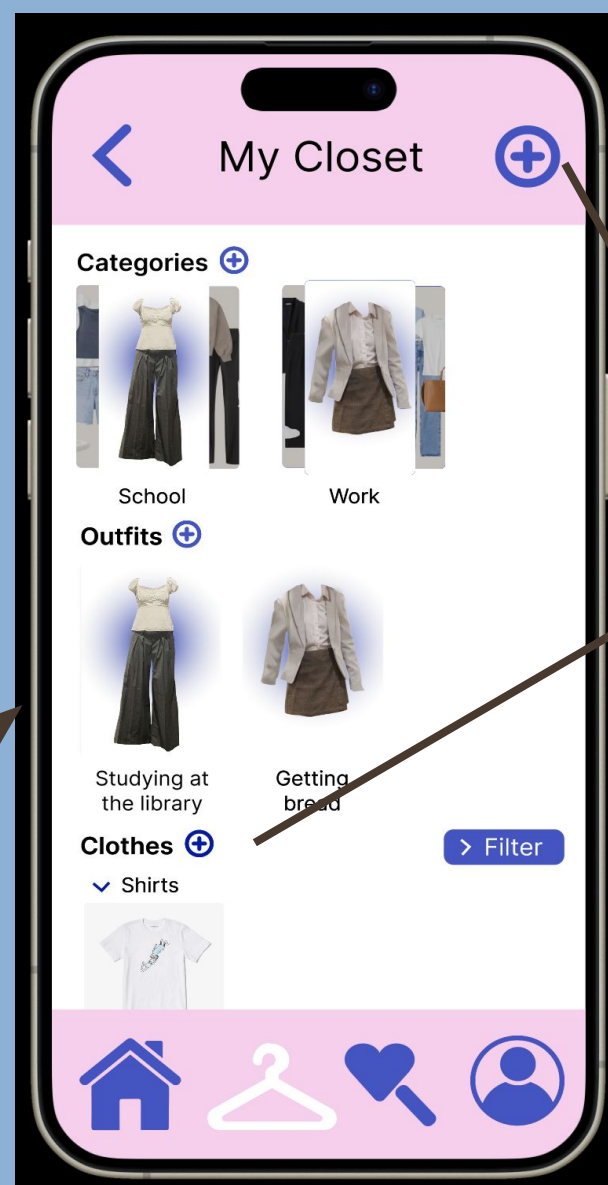 My Closet
Categories
School
Work
Outfits
Studying at
the library
Getting
bread
Clothes
> Filter
Shirts